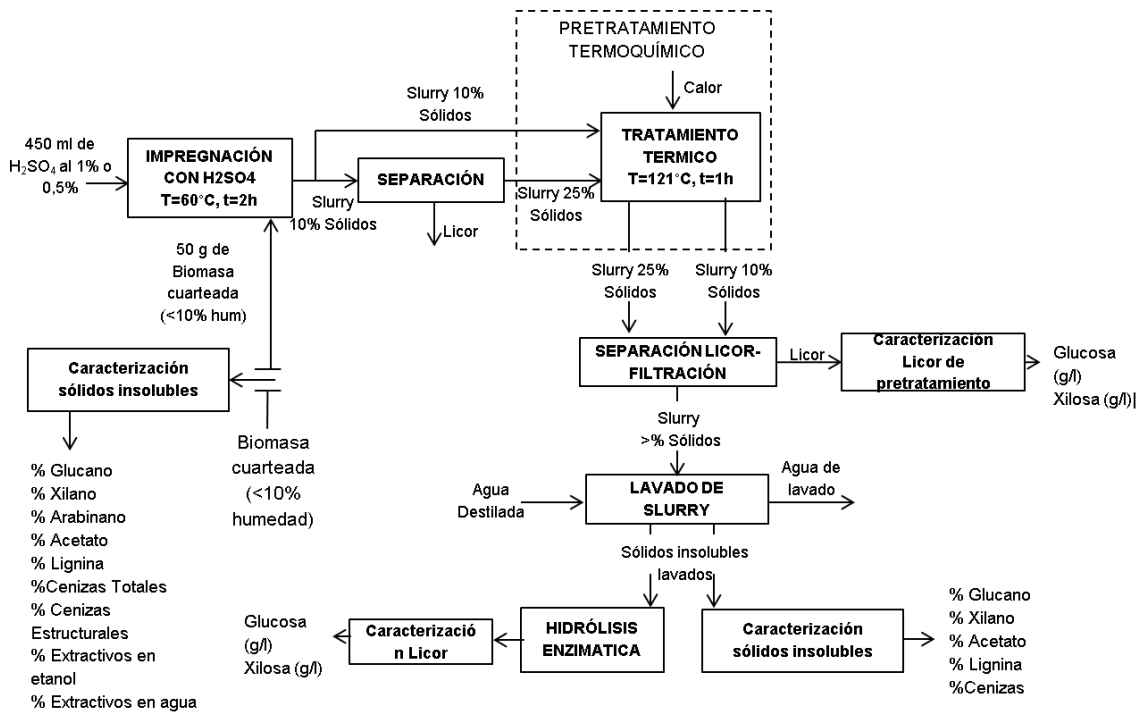 PRETRATAMIENTO
TERMOQUÍMICO
Calor
Slurry 10%
Sólidos
450 ml de
H₂SO₄ al 1% o
0,5%
IMPREGNACIÓN
CON H2SO4
T=60°C, t=2h
SEPARACIÓN
TRATAMIENTO
TERMICO
T=121°C, t=1h
Slurry
10% Sólidos
Slurry 25%
Sólidos
Licor
50 g de
Biomasa
cuarteada
(<10% hum)
Slurry 25%
Sólidos
Slurry 10%
Sólidos
Caracterización
sólidos insolubles
SEPARACIÓN LICOR-
FILTRACIÓN
Licor
Caracterización
Licor de
pretratamiento
Glucosa
(g/l)
Xilosa (g/l)|
Biomasa
cuarteada
(<10%
humedad)
Slurry
>% Sólidos
% Glucano
% Xilano
% Arabinano
% Acetato
% Lignina
%Cenizas Totales
% Cenizas
Estructurales
% Extractivos en
etanol
% Extractivos en agua
Agua
Destilada
LAVADO DE
SLURRY
Agua de
lavado
Sólidos insolubles
lavados
Glucosa
(g/l)
Xilosa (g/l)
Caracterizació
n Licor
HIDRÓLISIS
ENZIMATICA
Caracterización
sólidos insolubles
% Glucano
% Xilano
% Acetato
% Lignina
%Cenizas